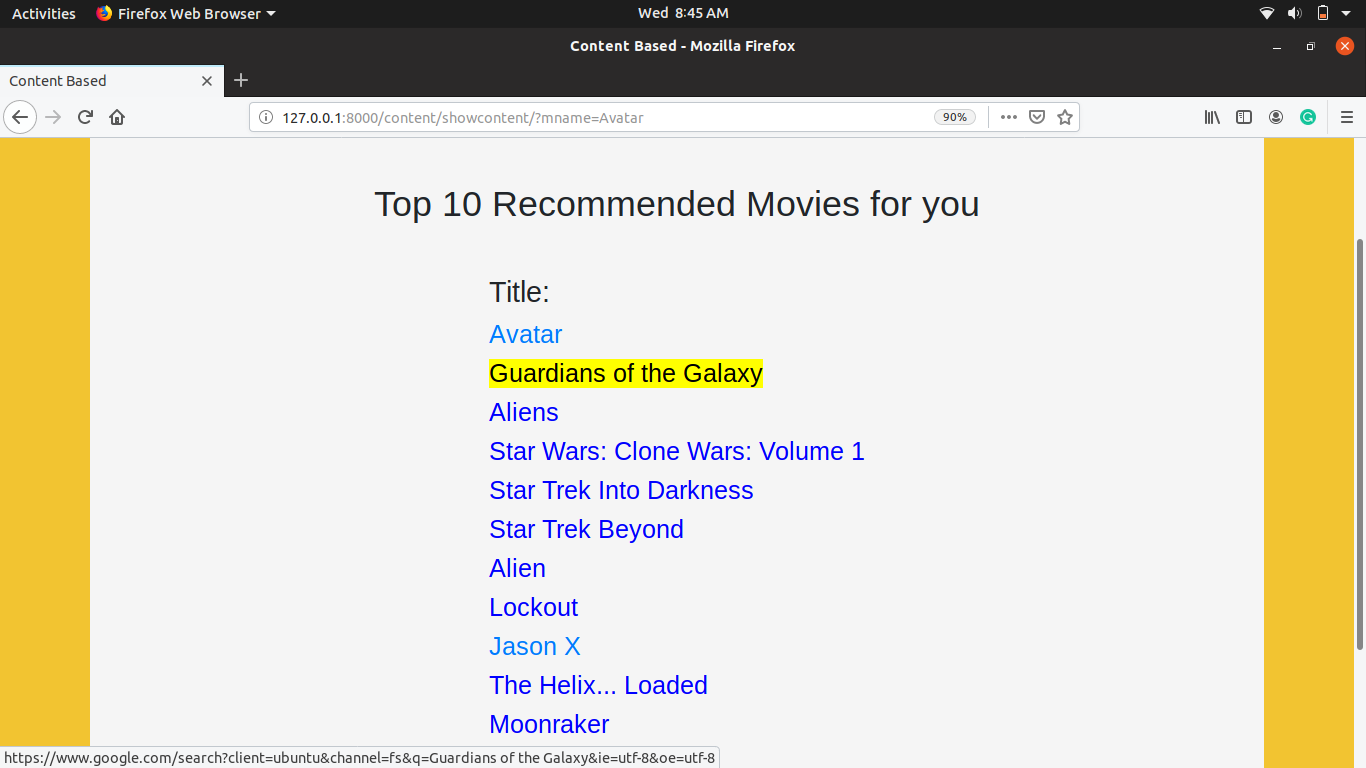 Activities Firefox Web Browser Wed 8:45 AM
Content Based - Mozilla Firefox
Content Based
127.0.0.1:8000/content/showcontent/?mname=Avatar 90%
Top 10 Recommended Movies for you
Title:
Avatar
Guardians of the Galaxy
Aliens
Star Wars: Clone Wars: Volume 1
Star Trek Into Darkness
Star Trek Beyond
Alien
Lockout
Jason X
The Helix... Loaded
Moonraker
https://www.google.com/search?client=ubuntu&channel=fs&q=Guardians of the Galaxy&ie=utf-8&oe=utf-8